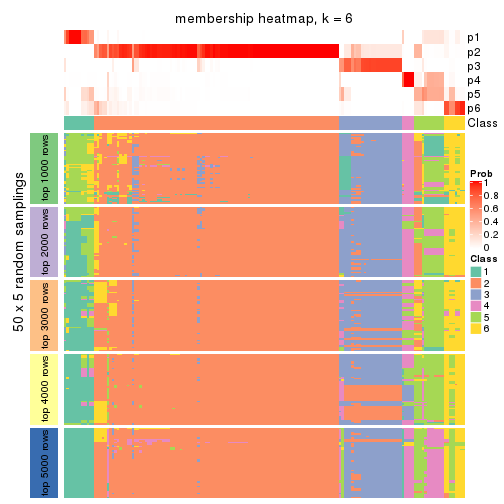 membership heatmap, k = 6
p1
p2
p3
p4
p5
p6
Class
50 x 5 random samplings
top 1000 rows
top 2000 rows
top 3000 rows
top 4000 rows
top 5000 rows
Prob
1
0.8
0.6
0.4
0.2
0
Class
1
2
3
4
5
6